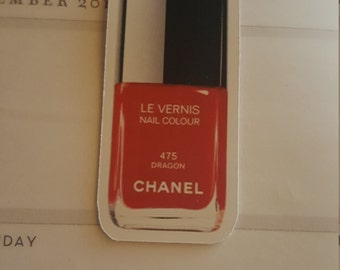 LE VERNIS
NAIL COLOUR
475
DRAGON
CHANEL
DAY